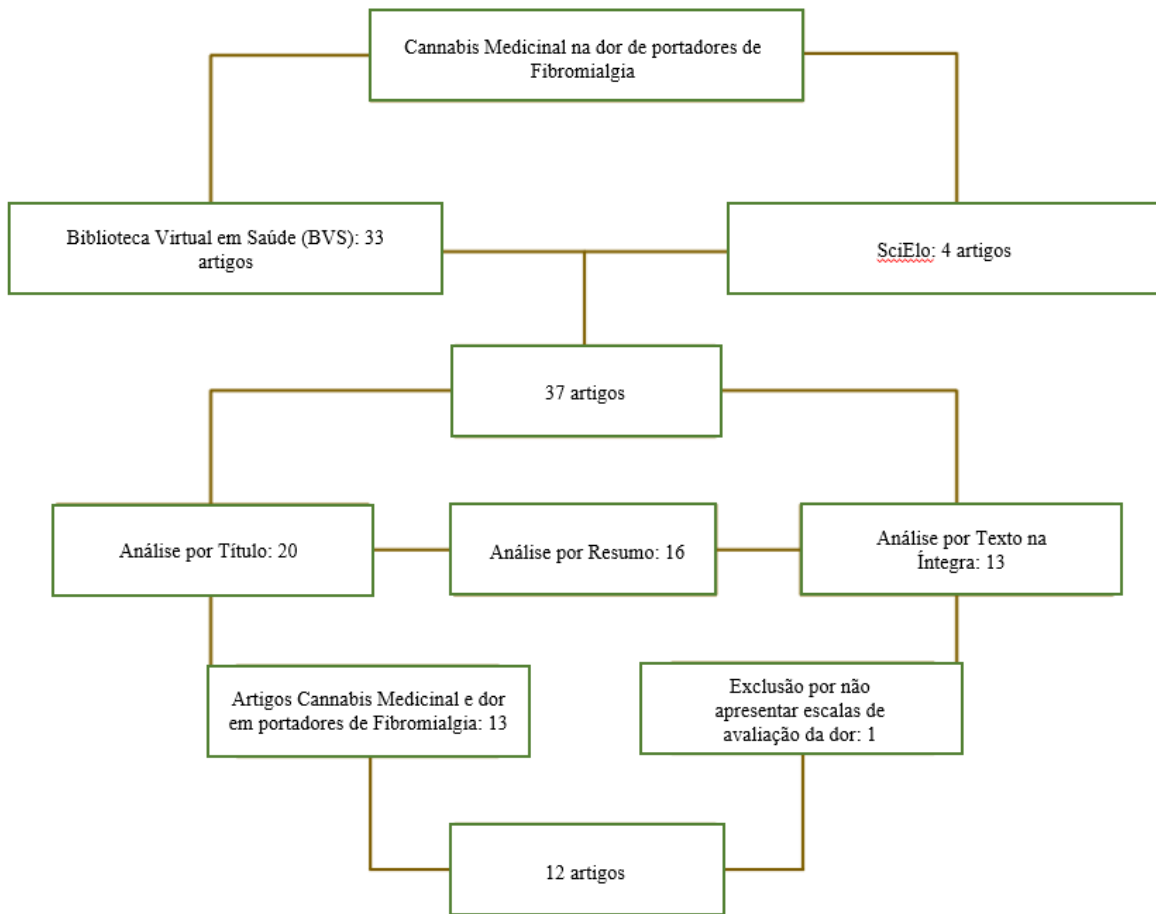 Cannabis Medicinal na dor de portadores de
Fibromialgia
Biblioteca Virtual em Saúde (BVS): 33
artigos
SciElo: 4 artigos
37 artigos
Análise por Título: 20
Análise por Resumo: 16
Análise por Texto na
Íntegra: 13
Artigos Cannabis Medicinal e dor
em portadores de Fibromialgia: 13
Exclusão por não
apresentar escalas de
avaliação da dor: 1
12 artigos